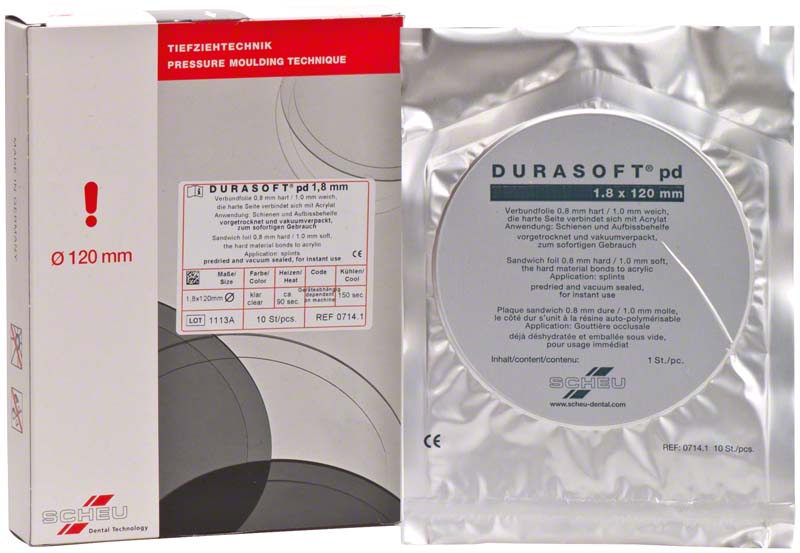 TIEFZIEHTECHNIK
PRESSURE MOULDING TECHNIQUE
MADE IN GERMANY
!
Ø 120 mm
DURASOFT® pd 1,8 mm
Verbundfolie 0.8 mm hart / 1.0 mm weich,
die harte Seite verbindet sich mit Acrylat
Anwendung: Schienen und Aufbissbehelfe
vorgetrocknet und vakuumverpackt,
zum sofortigen Gebrauch
Sandwich foil 0.8 mm hard / 1.0 mm soft,
the hard material bonds to acrylic
Application: splints
predried and vacuum sealed, for instant use
CE
Maße/ Farbe/ Heizen/ Code Kühlen/
Size Color Heat Cool
1,8x120mm Ø klar clear ca 90 sec. Geräteabhängig dependent on machine 150 sec.
LOT 1113A 10 St/pcs. REF 0714.1
SCHEU
Dental Technology
DURASOFT® pd
1.8 x 120 mm
Verbundfolie 0.8 mm hart / 1.0 mm weich,
die harte Seite verbindet sich mit Acrylat
Anwendung: Schienen und Aufbissbehelfe
vorgetrocknet und vakuumverpackt,
zum sofortigen Gebrauch
Sandwich foil 0.8 mm hard / 1.0 mm soft,
the hard material bonds to acrylic
Application: splints
predried and vacuum sealed,
for instant use
Plaque sandwich 0.8 mm dure / 1.0 mm molle,
le côté dur s'unit à la résine auto-polymérisable
Application: Gouttière occlusale
déjà déshydratée et emballée sous vide,
pour usage immédiat
Inhalt/content/contenu: 1 St./pc.
SCHEU
www.scheu-dental.com
CE
REF: 0714.1 10 St./pcs.